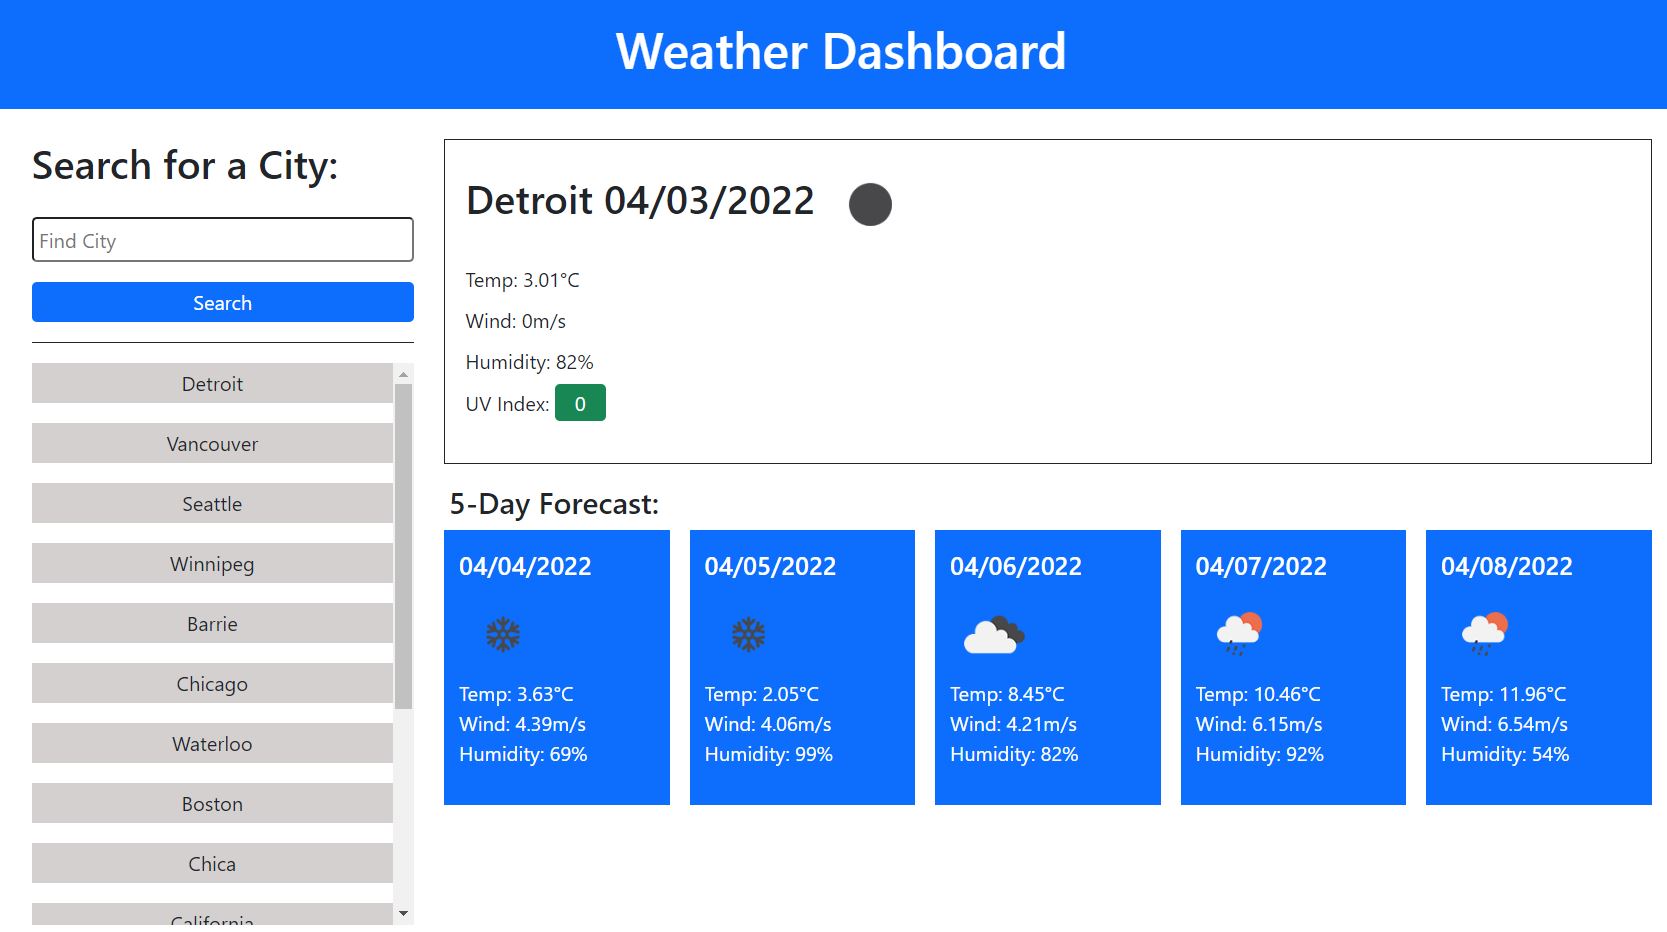 Weather Dashboard
Search for a City:
Find City
Search
Detroit
Vancouver
Seattle
Winnipeg
Barrie
Chicago
Waterloo
Boston
Chica
California
Detroit 04/03/2022
Temp: 3.01°C
Wind: 0m/s
Humidity: 82%
UV Index: 0
5-Day Forecast:
04/04/2022
Temp: 3.63°C
Wind: 4.39m/s
Humidity: 69%
04/05/2022
Temp: 2.05°C
Wind: 4.06m/s
Humidity: 99%
04/06/2022
Temp: 8.45°C
Wind: 4.21m/s
Humidity: 82%
04/07/2022
Temp: 10.46°C
Wind: 6.15m/s
Humidity: 92%
04/08/2022
Temp: 11.96°C
Wind: 6.54m/s
Humidity: 54%